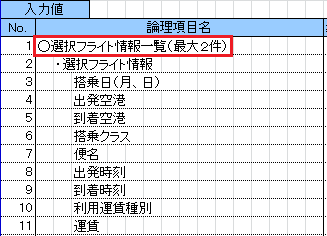 入力値
No. 論理項目名
1 ○選択フライト情報一覧(最大2件)
2 ・選択フライト情報
3 搭乗日(月、日)
4 出発空港
5 到着空港
6 搭乗クラス
7 便名
8 出発時刻
9 到着時刻
10 利用運賃種別
11 運賃